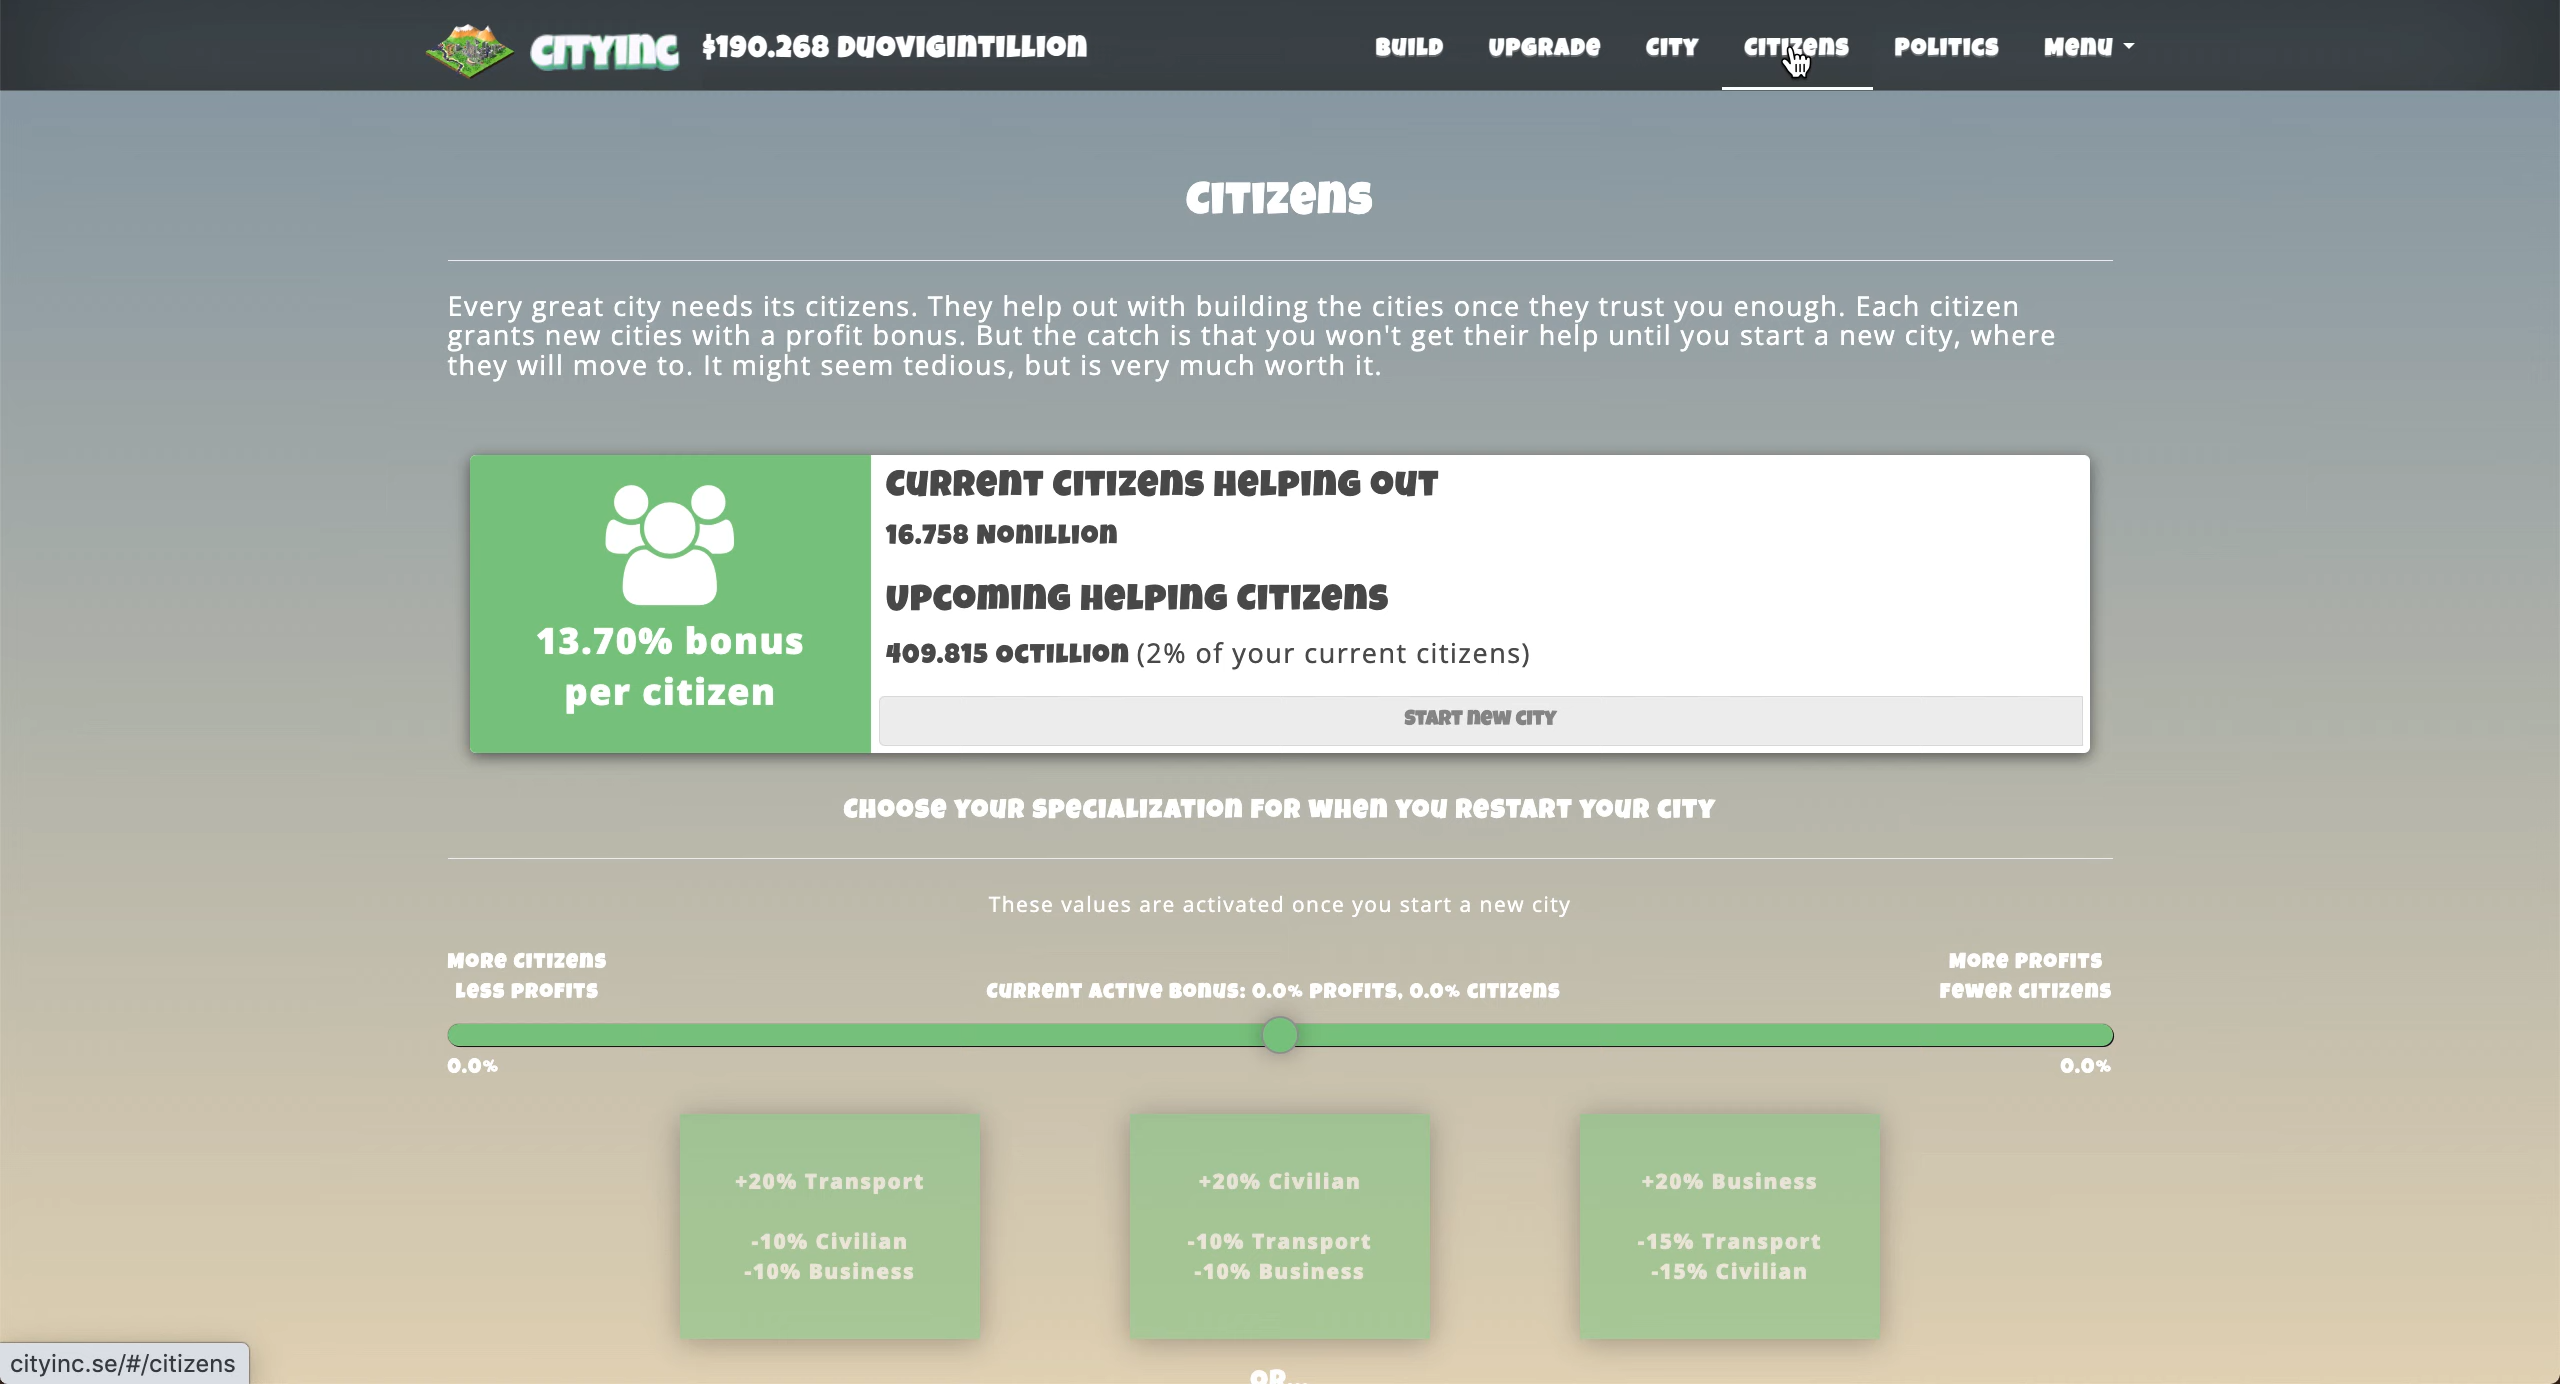 CITYINC
$190.268 Duovigintillion
Build
Upgrade
City
Citizens
Politics
Menu
Citizens
Every great city needs its citizens. They help out with building the cities once they trust you enough. Each citizen
grants new cities with a profit bonus. But the catch is that you won't get their help until you start a new city, where
they will move to. It might seem tedious, but is very much worth it.
13.70% bonus
per citizen
Current Citizens Helping Out
16.758 Nonillion
Upcoming Helping Citizens
409.815 Octillion (2% of your current citizens)
Start new city
Choose your specialization for when you restart your city
These values are activated once you start a new city
More citizens
Less profits
Current active bonus: 0.0% profits, 0.0% citizens
More profits
Fewer citizens
0.0%
0.0%
+20% Transport
-10% Civilian
-10% Business
+20% Civilian
-10% Transport
-10% Business
+20% Business
-15% Transport
-15% Civilian
or...
cityinc.se/#/citizens